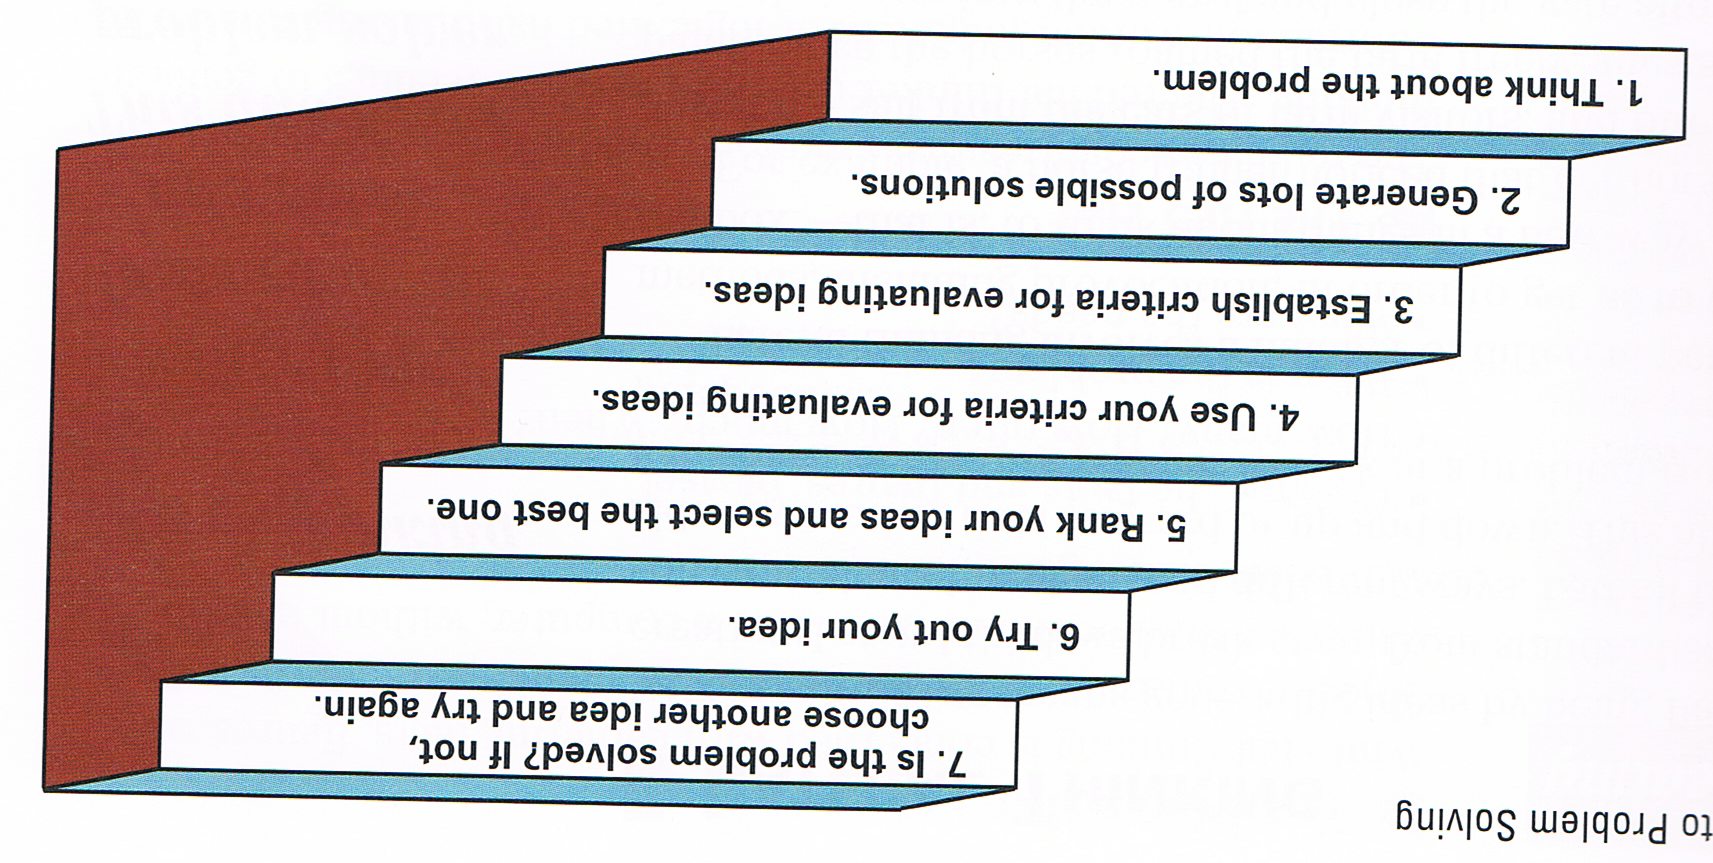 to Problem Solving
7. Is the problem solved? If not,
choose another idea and try again.
6. Try out your idea.
5. Rank your ideas and select the best one.
4. Use your criteria for evaluating ideas.
3. Establish criteria for evaluating ideas.
2. Generate lots of possible solutions.
1. Think about the problem.